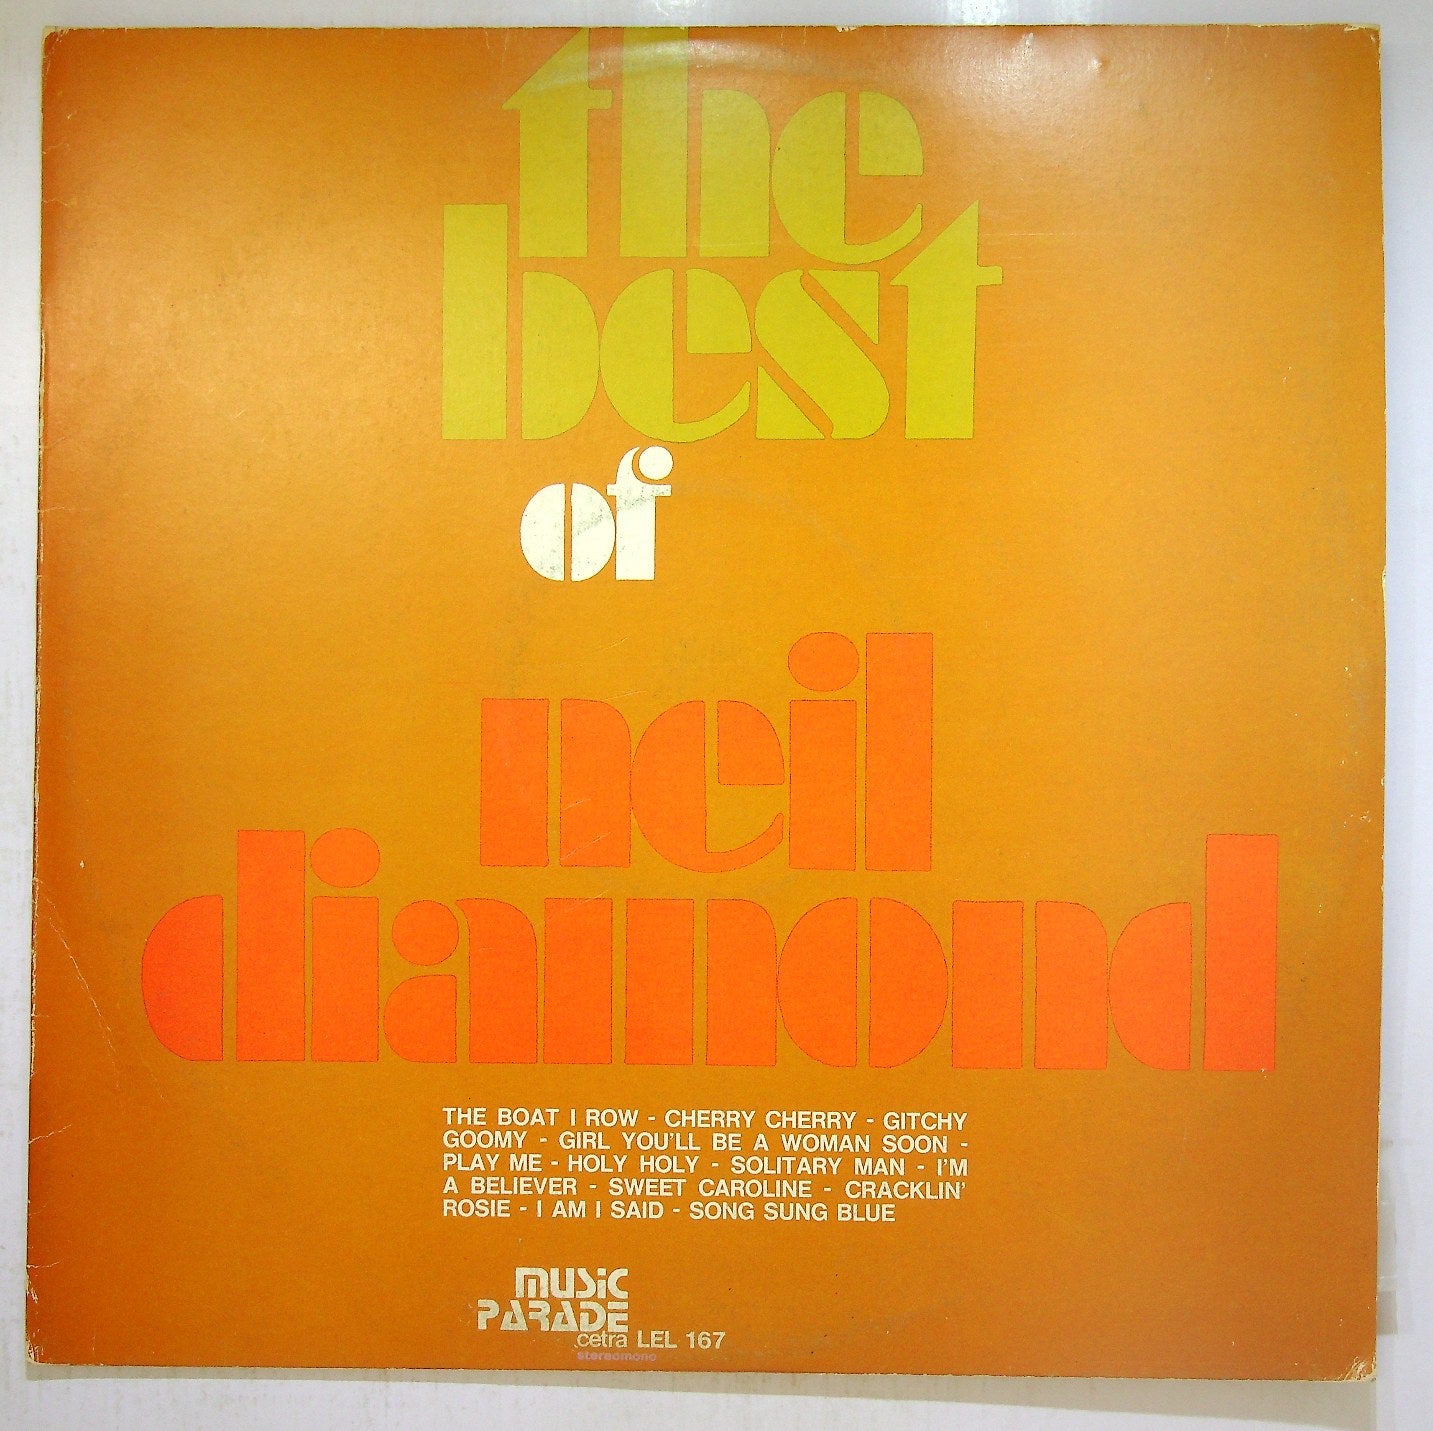 the
best
of
neil
diamond
THE BOAT I ROW - CHERRY CHERRY - GITCHY
GOOMY - GIRL YOU'LL BE A WOMAN SOON -
PLAY ME - HOLY HOLY - SOLITARY MAN - I'M
A BELIEVER - SWEET CAROLINE - CRACKLIN'
ROSIE - I AM I SAID - SONG SUNG BLUE
MUSIC
PARADE
cetra LEL 167
stereomono